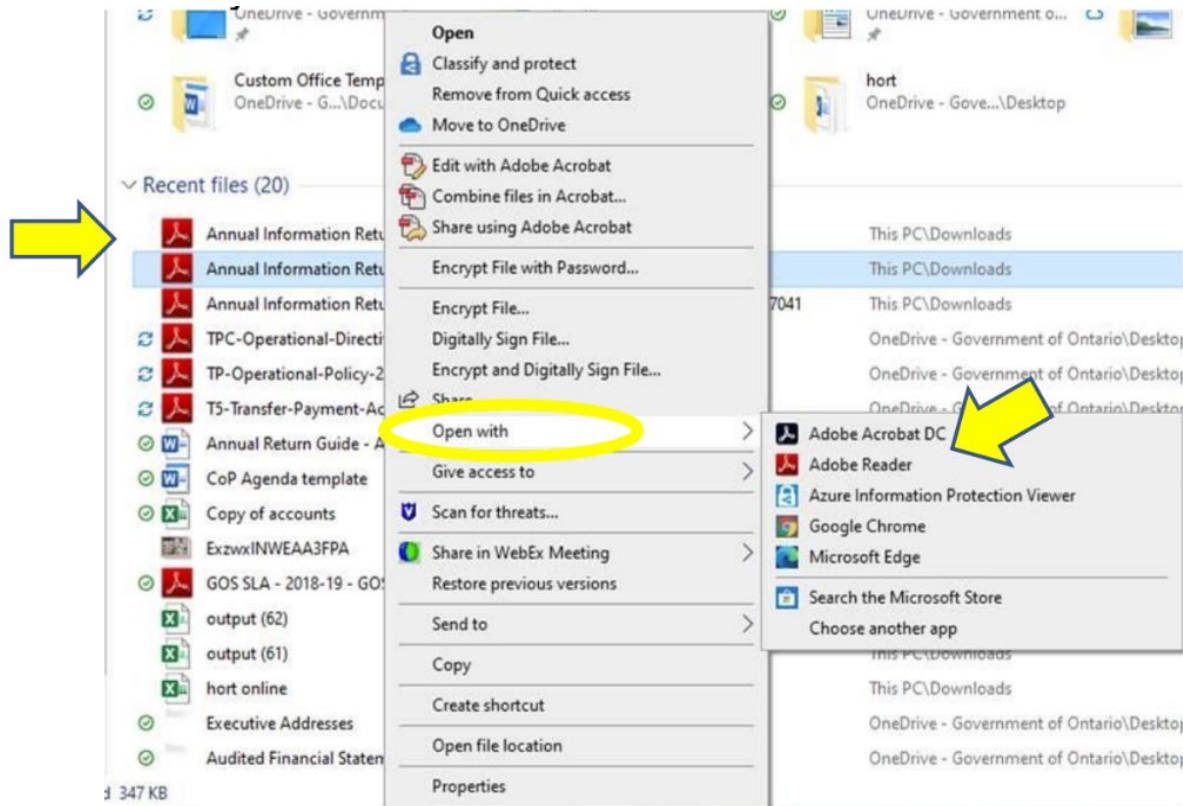 OneDrive - Governm
OneDrive - Government o...
Custom Office Temp
OneDrive - G...\Docu
hort
OneDrive - Gove...\Desktop
Recent files (20)
Annual Information Retu
This PC\Downloads
Annual Information Retu
This PC\Downloads
Annual Information Retu
7041
This PC\Downloads
TPC-Operational-Directi
OneDrive - Government of Ontario\Desktop
TP-Operational-Policy-2
OneDrive - Government of Ontario\Desktop
T5-Transfer-Payment-Ac
OneDrive - G
of Ontario\Desktop
Annual Return Guide - A
CoP Agenda template
Copy of accounts
ExzwxINWEAA3FPA
GOS SLA - 2018-19 - GO
output (62)
output (61)
This PC\Downloads
hort online
This PC\Downloads
Executive Addresses
OneDrive - Government of Ontario\Desktop
Audited Financial Staten
OneDrive - Government of Ontario\Desktop
d 347 KB
Open
Classify and protect
Remove from Quick access
Move to OneDrive
Edit with Adobe Acrobat
Combine files in Acrobat...
Share using Adobe Acrobat
Encrypt File with Password...
Encrypt File...
Digitally Sign File...
Encrypt and Digitally Sign File...
Share
Open with
Give access to
Scan for threats...
Share in WebEx Meeting
Restore previous versions
Send to
Copy
Create shortcut
Open file location
Properties
Adobe Acrobat DC
Adobe Reader
Azure Information Protection Viewer
Google Chrome
Microsoft Edge
Search the Microsoft Store
Choose another app